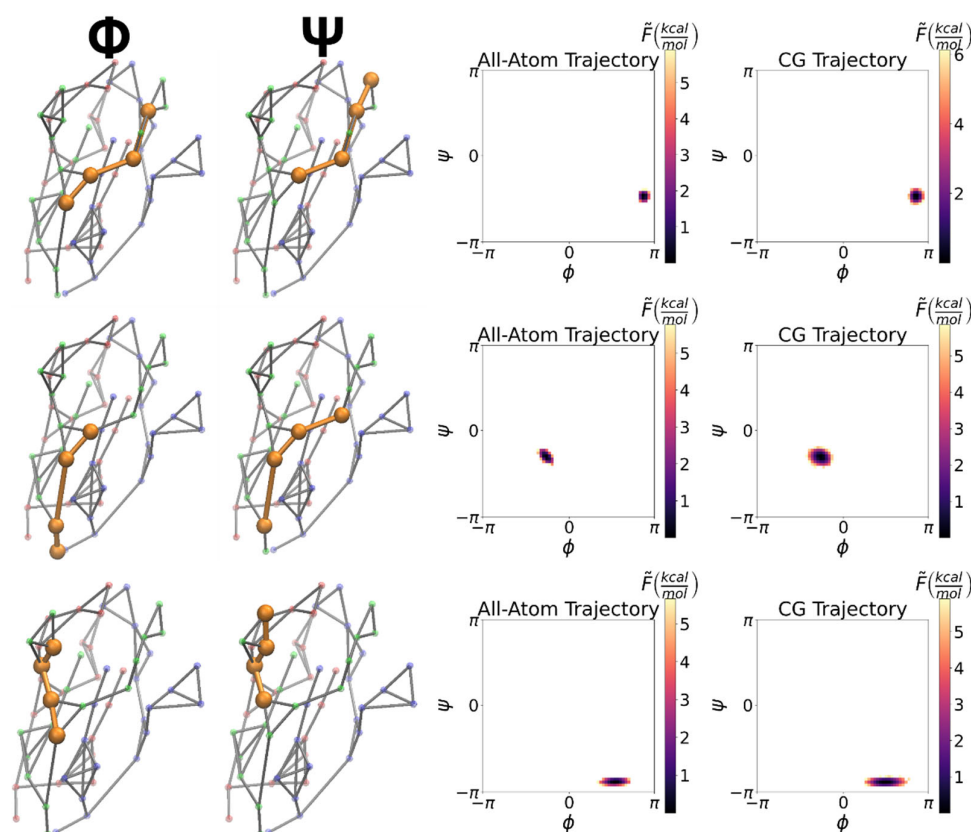 Φ Ψ
F̃(kcal/mol) F̃(kcal/mol)
All-Atom Trajectory CG Trajectory
π π
5 6
4 4
ψ 0 3 ψ 0
2 2
1
−π −π
−π 0 π −π 0 π
ϕ ϕ
F̃(kcal/mol) F̃(kcal/mol)
All-Atom Trajectory CG Trajectory
π π
5 5
4 4
ψ 0 3 ψ 0 3
2 2
1 1
−π −π
−π 0 π −π 0 π
ϕ ϕ
F̃(kcal/mol) F̃(kcal/mol)
All-Atom Trajectory CG Trajectory
π π
5 5
4 4
ψ 0 3 ψ 0 3
2 2
1 1
−π −π
−π 0 π −π 0 π
ϕ ϕ